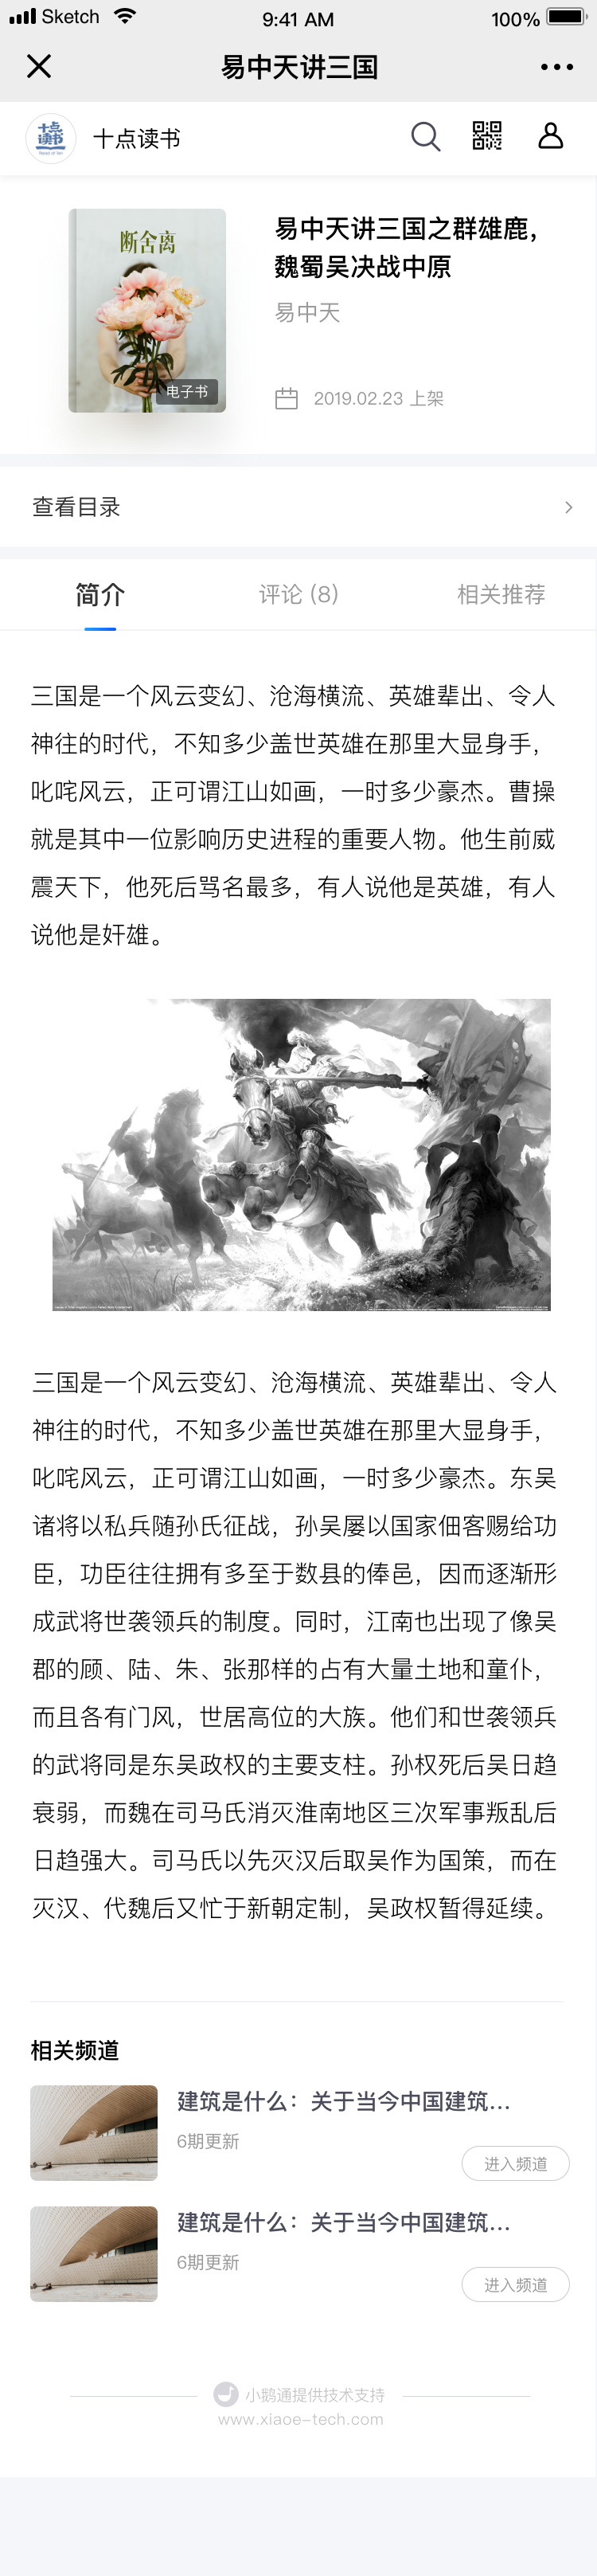 Sketch 9:41 AM 100%
易中天讲三国
十点读书
断舍离
电子书
易中天讲三国之群雄鹿，
魏蜀吴决战中原
易中天
2019.02.23 上架
查看目录
简介 评论 (8) 相关推荐
三国是一个风云变幻、沧海横流、英雄辈出、令人
神往的时代，不知多少盖世英雄在那里大显身手，
叱咤风云，正可谓江山如画，一时多少豪杰。曹操
就是其中一位影响历史进程的重要人物。他生前威
震天下，他死后骂名最多，有人说他是英雄，有人
说他是奸雄。
三国是一个风云变幻、沧海横流、英雄辈出、令人
神往的时代，不知多少盖世英雄在那里大显身手，
叱咤风云，正可谓江山如画，一时多少豪杰。东吴
诸将以私兵随孙氏征战，孙吴屡以国家佃客赐给功
臣，功臣往往拥有多至于数县的俸邑，因而逐渐形
成武将世袭领兵的制度。同时，江南也出现了像吴
郡的顾、陆、朱、张那样的占有大量土地和童仆，
而且各有门风，世居高位的大族。他们和世袭领兵
的武将同是东吴政权的主要支柱。孙权死后吴日趋
衰弱，而魏在司马氏消灭淮南地区三次军事叛乱后
日趋强大。司马氏以先灭汉后取吴作为国策，而在
灭汉、代魏后又忙于新朝定制，吴政权暂得延续。
相关频道
建筑是什么：关于当今中国建筑...
6期更新
进入频道
建筑是什么：关于当今中国建筑...
6期更新
进入频道
小鹅通提供技术支持
www.xiaoe-tech.com